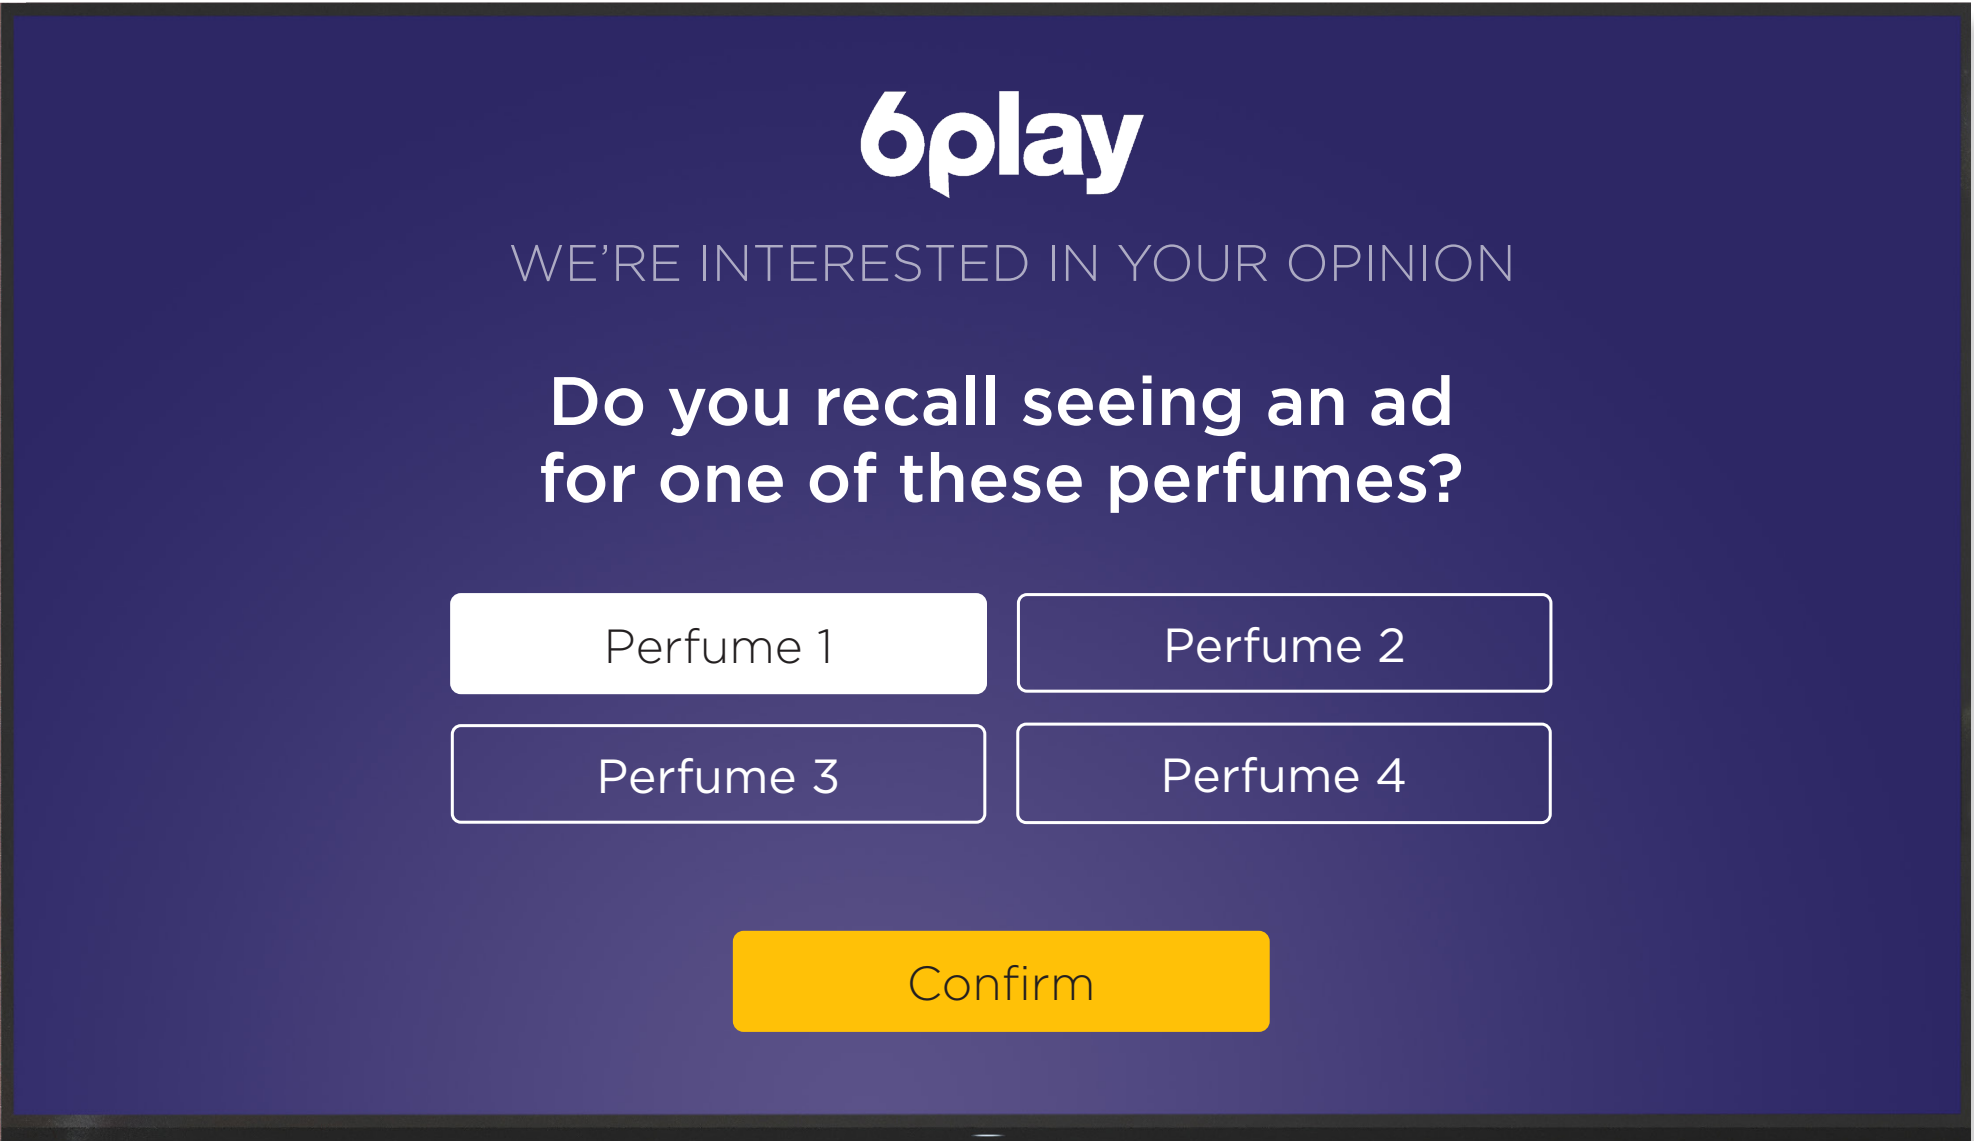 6play
WE'RE INTERESTED IN YOUR OPINION
Do you recall seeing an ad
for one of these perfumes?
Perfume 1
Perfume 2
Perfume 3
Perfume 4
Confirm